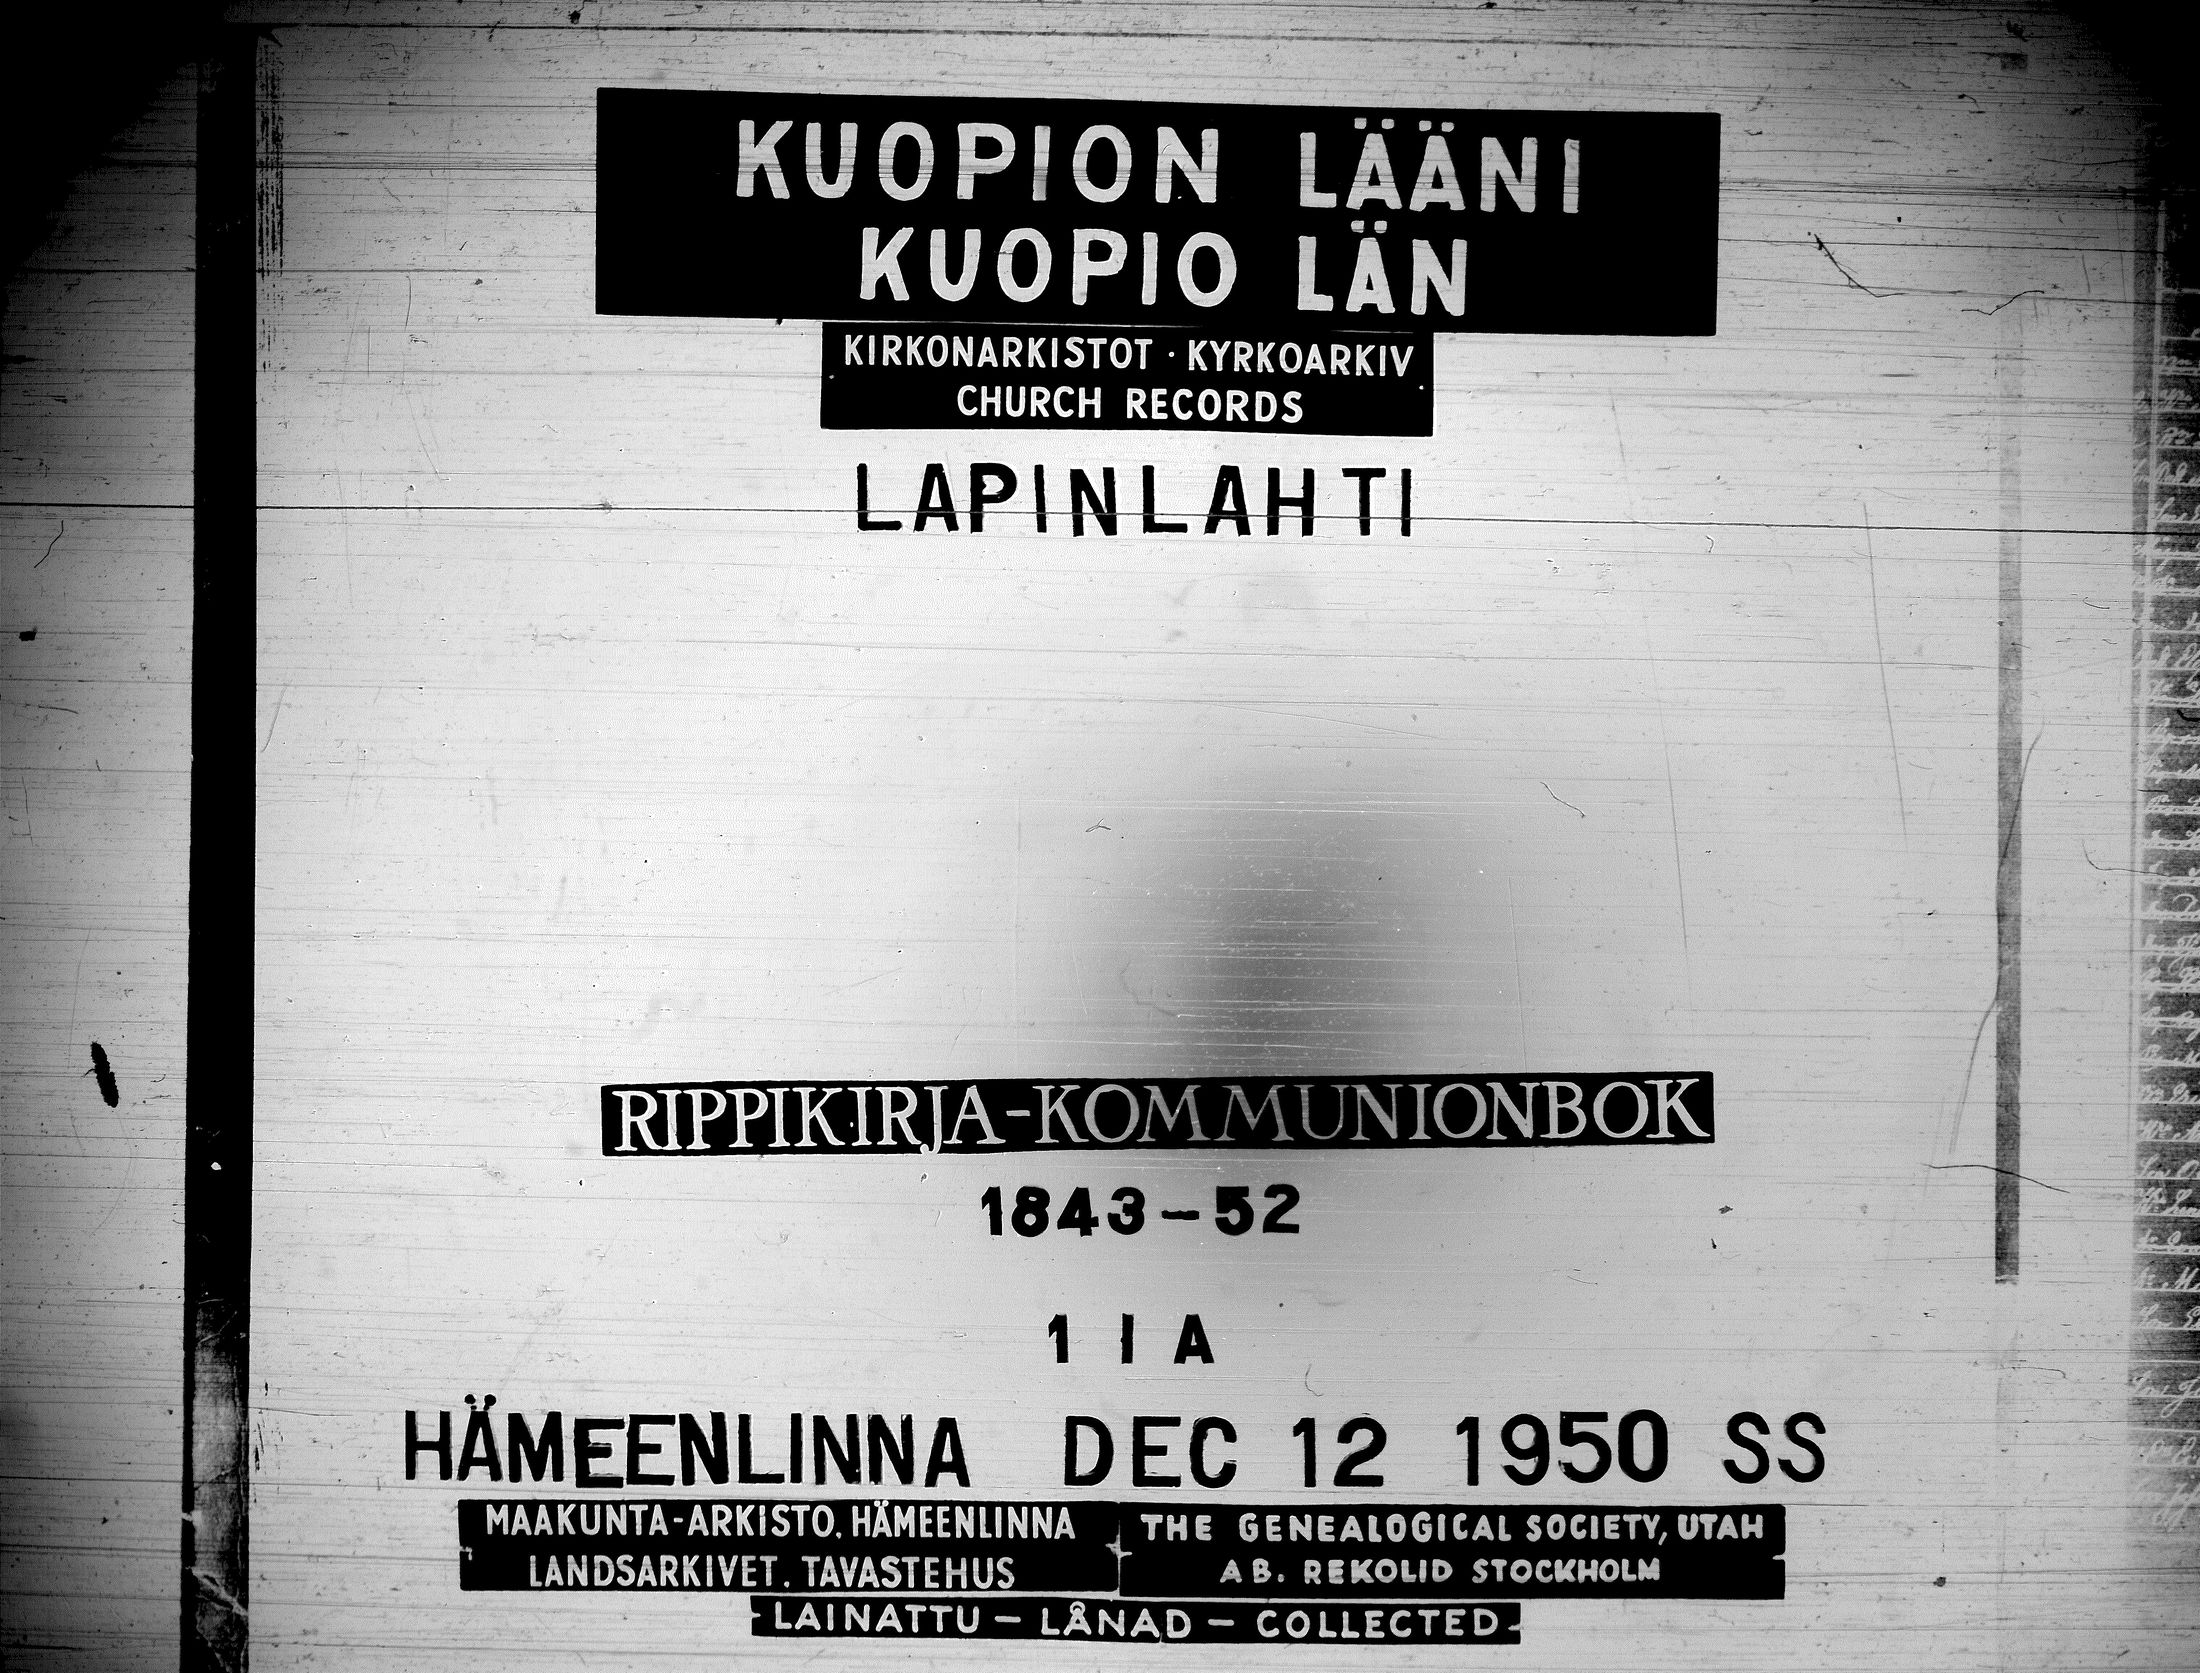 KUOPION LÄÄNI
KUOPIO LÄN
KIRKONARKISTOT · KYRKOARKIV
CHURCH RECORDS
LAPINLAHTI
RIPPIKIRJA-KOMMUNIONBOK
1843-52
1 I A
HÄMEENLINNA DEC 12 1950 SS
MAAKUNTA-ARKISTO, HÄMEENLINNA
LANDSARKIVET, TAVASTEHUS
THE GENEALOGICAL SOCIETY, UTAH
AB. REKOLID STOCKHOLM
LAINATTU - LÅNAD - COLLECTED